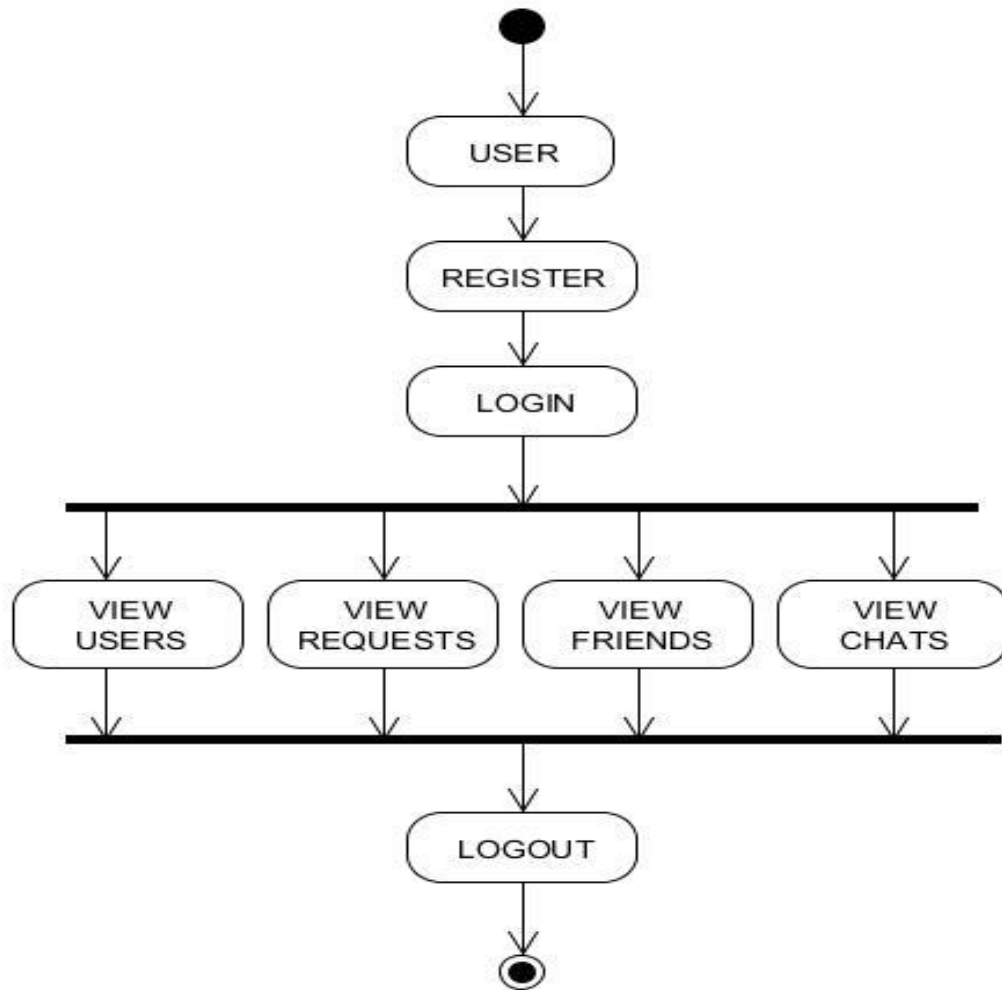 USER
REGISTER
LOGIN
VIEW
USERS
VIEW
REQUESTS
VIEW
FRIENDS
VIEW
CHATS
LOGOUT